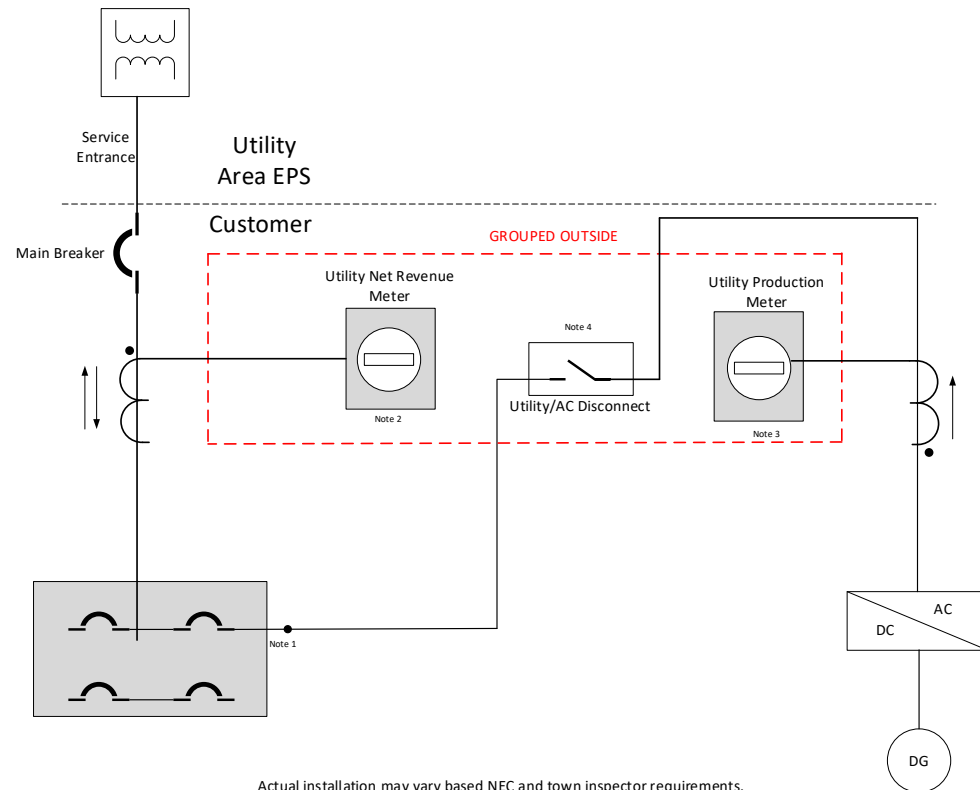 Service
Entrance
Utility
Area EPS
Customer
Main Breaker
GROUPED OUTSIDE
Utility Net Revenue
Meter
Utility Production
Meter
Note 4
Utility/AC Disconnect
Note 2
Note 3
Note 1
AC
DC
DG
Actual installation may vary based NEC and town inspector requirements.